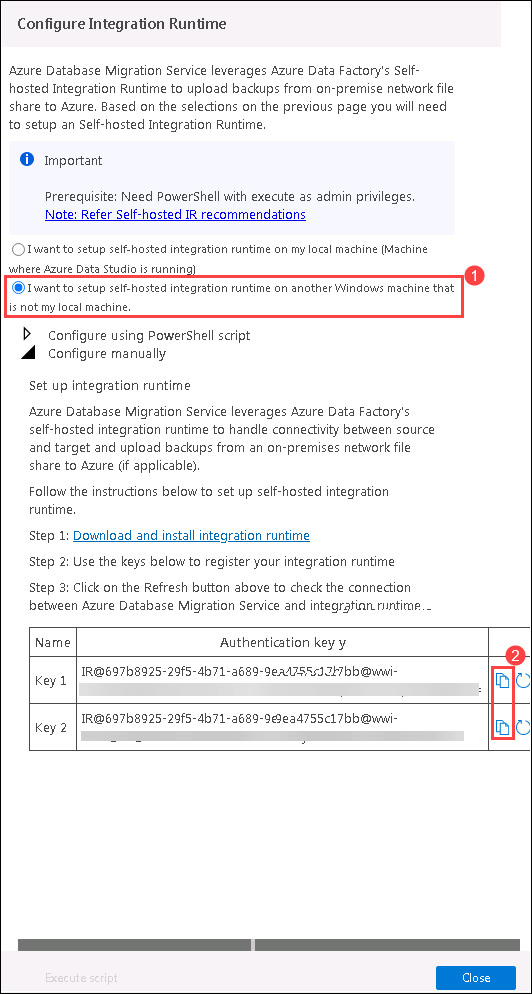 Configure Integration Runtime
Azure Database Migration Service leverages Azure Data Factory's Self-
hosted Integration Runtime to upload backups from on-premise network file
share to Azure. Based on the selections on the previous page you will need
to setup an Self-hosted Integration Runtime.
Important
Prerequisite: Need PowerShell with execute as admin privileges.
Note: Refer Self-hosted IR recommendations
I want to setup self-hosted integration runtime on my local machine (Machine
where Azure Data Studio is running)
1
I want to setup self-hosted integration runtime on another Windows machine that
is not my local machine.
Configure using PowerShell script
Configure manually
Set up integration runtime
Azure Database Migration Service leverages Azure Data Factory's
self-hosted integration runtime to handle connectivity between source
and target and upload backups from an on-premises network file
share to Azure (if applicable).
Follow the instructions below to set up self-hosted integration
runtime.
Step 1: Download and install integration runtime
Step 2: Use the keys below to register your integration runtime
Step 3: Click on the Refresh button above to check the connection
between Azure Database Migration Service and integration runtime.
Name Authentication key y
2
Key 1 IR@697b8925-29f5-4b71-a689-9ea4755c17b7bb@wwi-
Key 2 IR@697b8925-29f5-4b71-a689-9e9ea4755c17bb@wwi-
Execute script Close